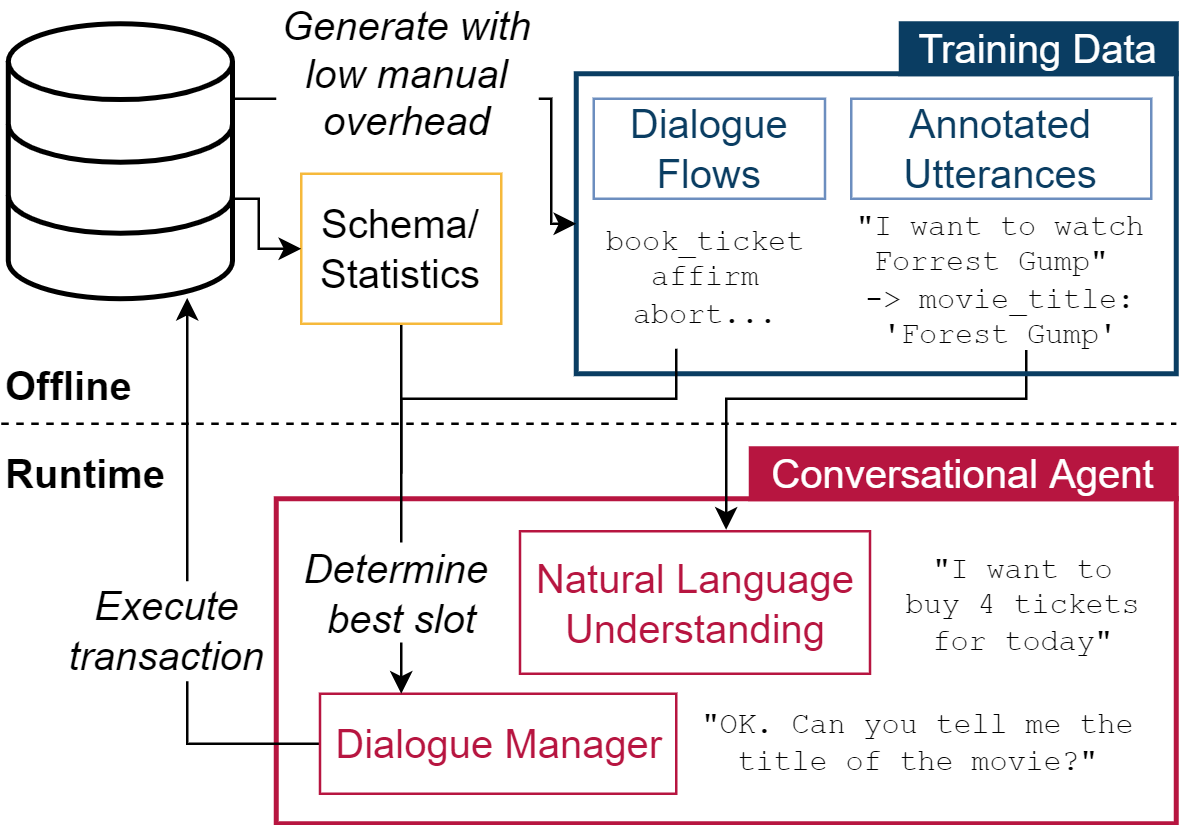 Generate with
low manual
overhead
Training Data
Dialogue
Flows
Annotated
Utterances
book_ticket
affirm
abort...
"I want to watch
Forrest Gump"
-> movie_title:
'Forest Gump'
Schema/
Statistics
Offline
Runtime
Conversational Agent
Execute
transaction
Determine
best slot
Natural Language
Understanding
"I want to
buy 4 tickets
for today"
Dialogue Manager
"OK. Can you tell me the
title of the movie?"